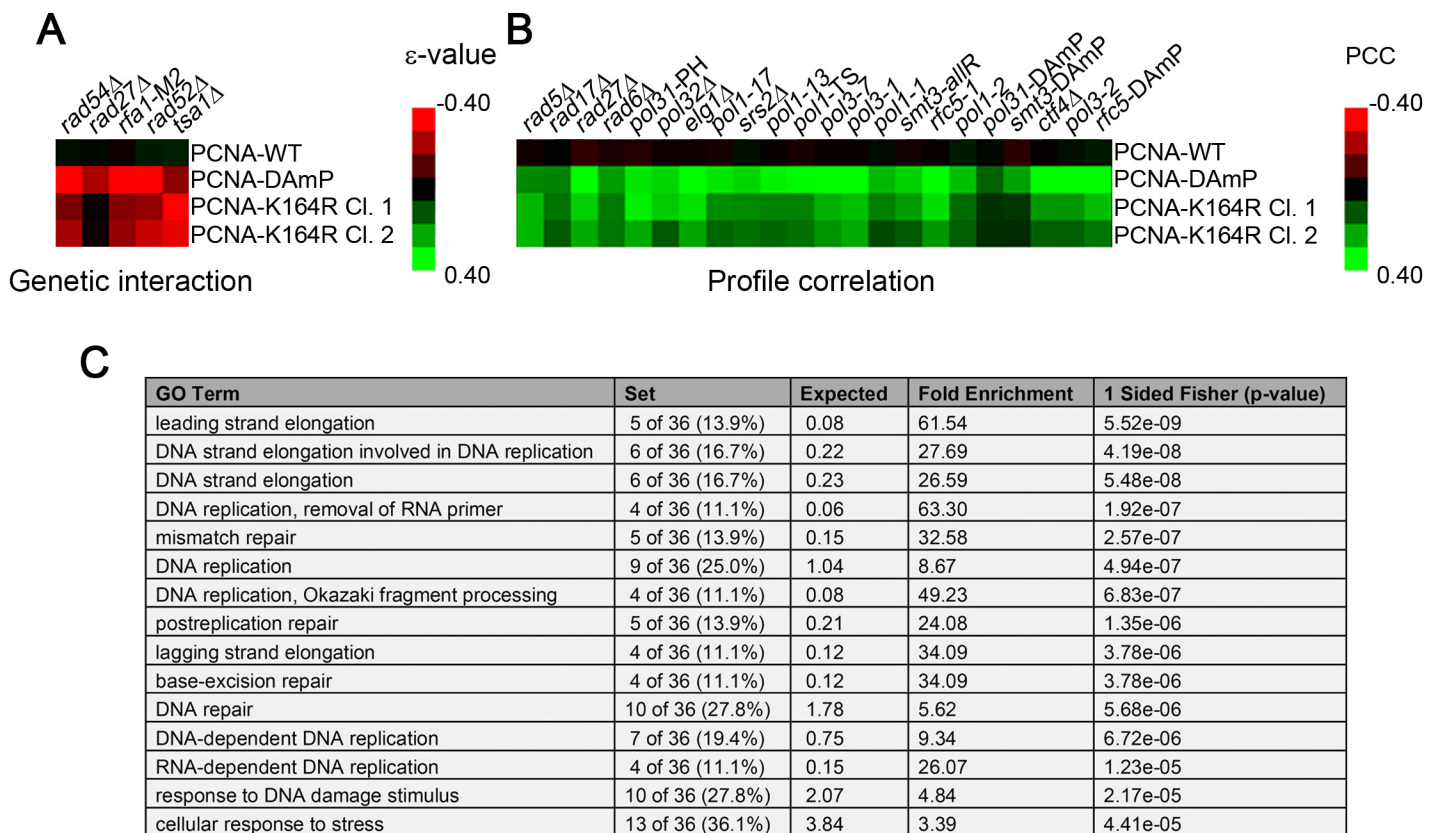 A
ε-value
B
PCC
rad54Δ
rad27Δ
rfa1-M2
rad52Δ
tsa1Δ
-0.40
rad5Δ
rad17Δ
rad27Δ
rad6Δ
pol31-PH
pol32Δ
elg1Δ
pol1-17
srs2Δ
pol1-13
pol1-TS
pol3-7
pol3-1
pol1-1
smt3-allR
rfc5-1
pol1-2
pol31-DAmP
smt3-DAmP
ctf4Δ
pol3-2
rfc5-DAmP
-0.40
PCNA-WT
PCNA-DAmP
PCNA-K164R Cl. 1
PCNA-K164R Cl. 2
PCNA-WT
PCNA-DAmP
PCNA-K164R Cl. 1
PCNA-K164R Cl. 2
0.40
0.40
Genetic interaction
Profile correlation
C
GO Term Set Expected Fold Enrichment 1 Sided Fisher (p-value)
leading strand elongation 5 of 36 (13.9%) 0.08 61.54 5.52e-09
DNA strand elongation involved in DNA replication 6 of 36 (16.7%) 0.22 27.69 4.19e-08
DNA strand elongation 6 of 36 (16.7%) 0.23 26.59 5.48e-08
DNA replication, removal of RNA primer 4 of 36 (11.1%) 0.06 63.30 1.92e-07
mismatch repair 5 of 36 (13.9%) 0.15 32.58 2.57e-07
DNA replication 9 of 36 (25.0%) 1.04 8.67 4.94e-07
DNA replication, Okazaki fragment processing 4 of 36 (11.1%) 0.08 49.23 6.83e-07
postreplication repair 5 of 36 (13.9%) 0.21 24.08 1.35e-06
lagging strand elongation 4 of 36 (11.1%) 0.12 34.09 3.78e-06
base-excision repair 4 of 36 (11.1%) 0.12 34.09 3.78e-06
DNA repair 10 of 36 (27.8%) 1.78 5.62 5.68e-06
DNA-dependent DNA replication 7 of 36 (19.4%) 0.75 9.34 6.72e-06
RNA-dependent DNA replication 4 of 36 (11.1%) 0.15 26.07 1.23e-05
response to DNA damage stimulus 10 of 36 (27.8%) 2.07 4.84 2.17e-05
cellular response to stress 13 of 36 (36.1%) 3.84 3.39 4.41e-05